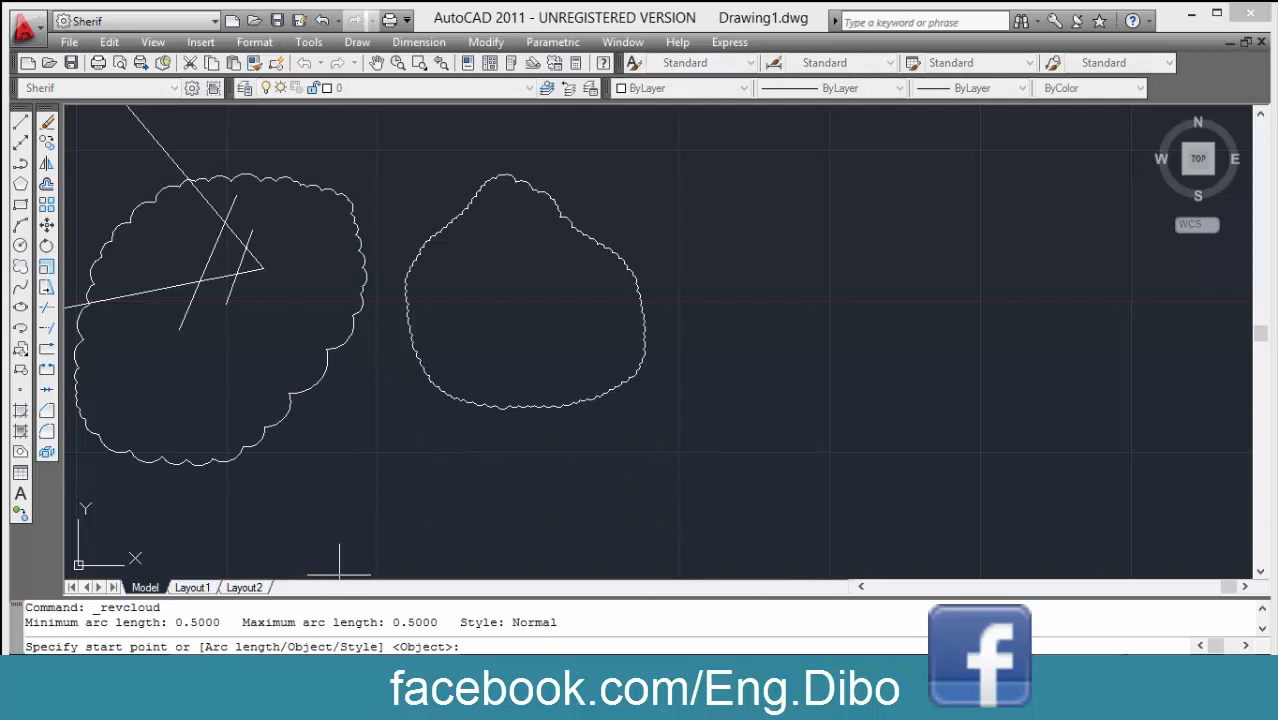 Sherif
AutoCAD 2011 - UNREGISTERED VERSION Drawing1.dwg
Type a keyword or phrase
File Edit View Insert Format Tools Draw Dimension Modify Parametric Window Help Express
Standard Standard Standard Standard
Sherif 0 ByLayer ByLayer ByLayer ByColor
N
W TOP E
S
WCS
Y
X
Model Layout1 Layout2
Command: _revcloud
Minimum arc length: 0.5000 Maximum arc length: 0.5000 Style: Normal
Specify start point or [Arc length/Object/Style] <Object>:
A
f
facebook.com/Eng.Dibo